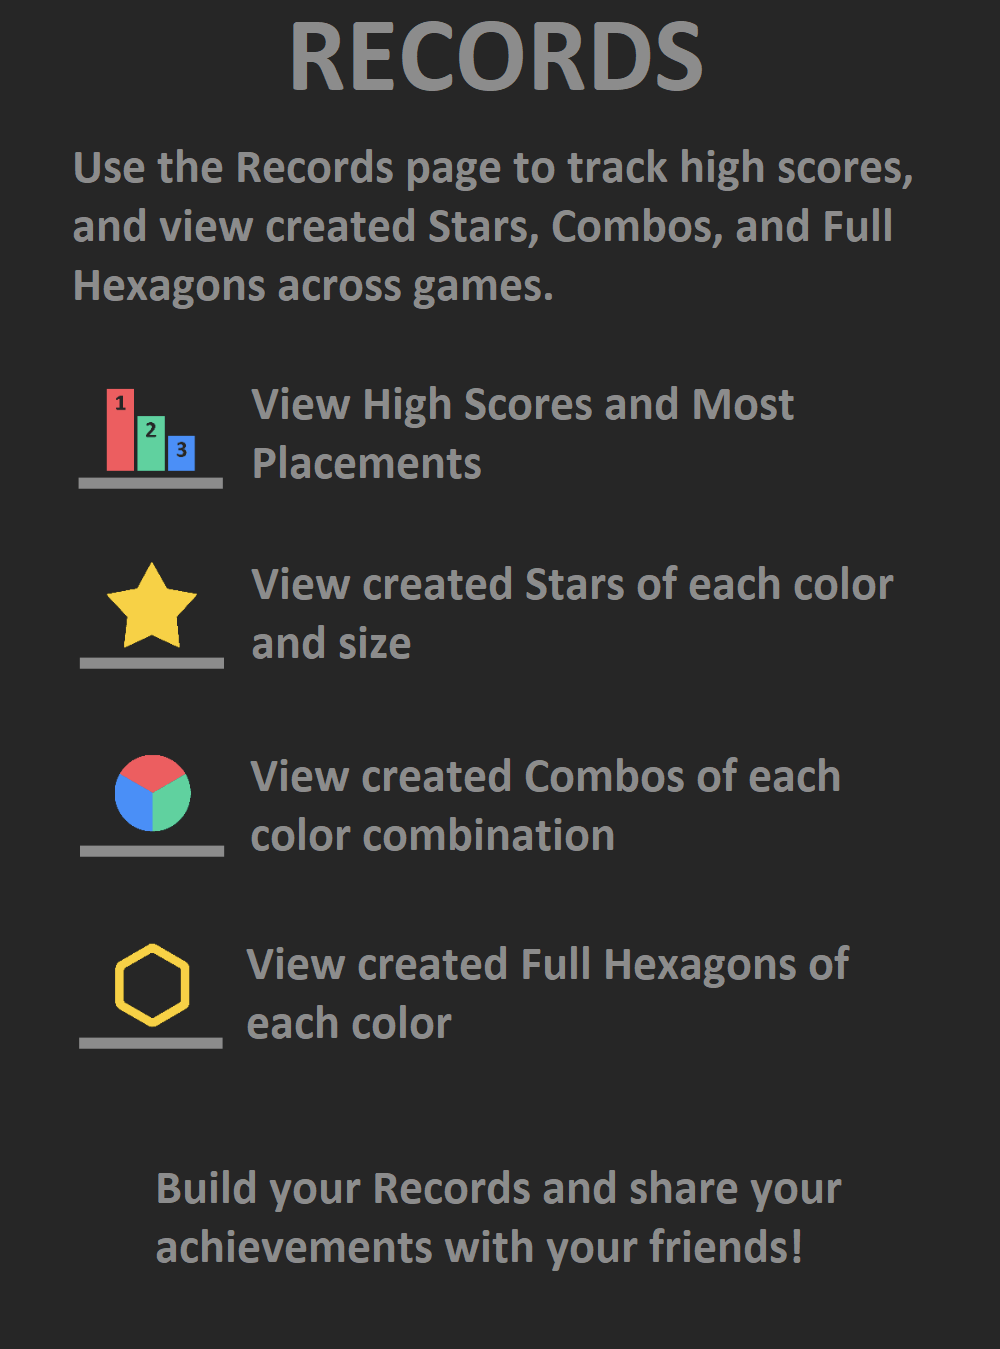 RECORDS
Use the Records page to track high scores,
and view created Stars, Combos, and Full
Hexagons across games.
1
2
3
View High Scores and Most
Placements
View created Stars of each color
and size
View created Combos of each
color combination
View created Full Hexagons of
each color
Build your Records and share your
achievements with your friends!